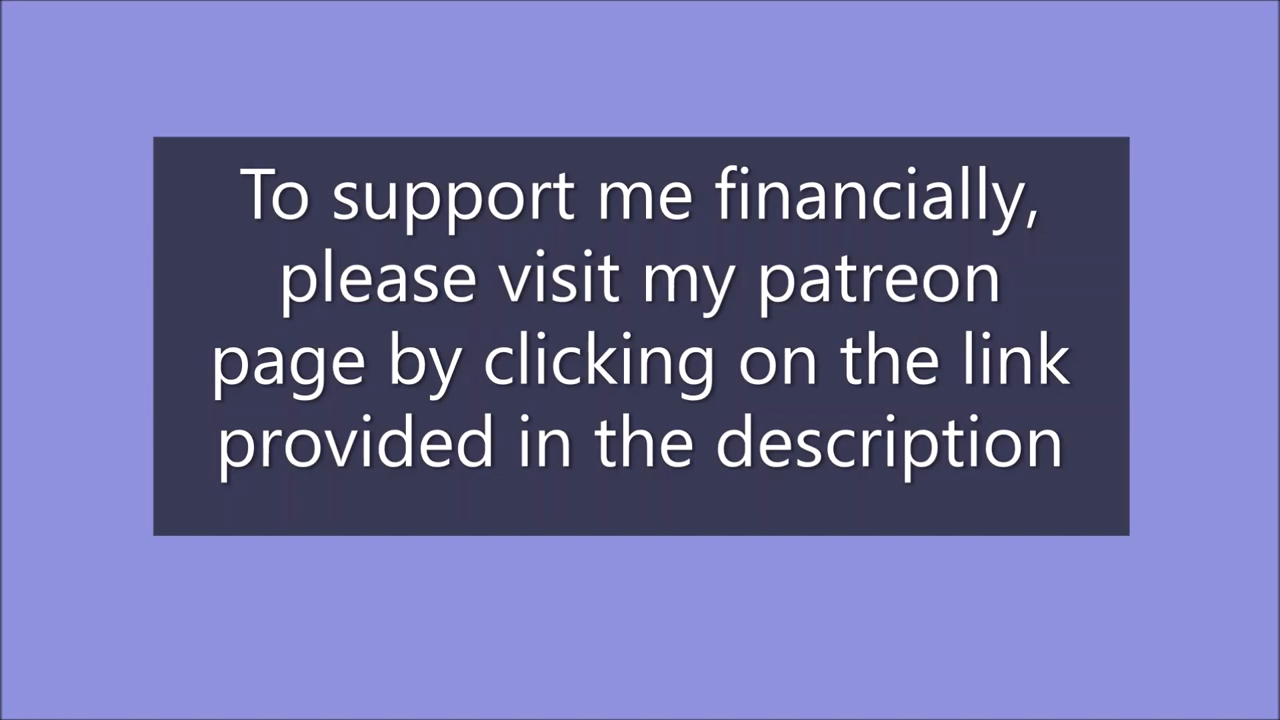 To support me financially,
please visit my patreon
page by clicking on the link
provided in the description